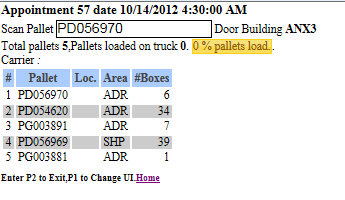 Appointment 57 date 10/14/2012 4:30:00 AM
Scan Pallet PD056970 Door Building ANX3
Total pallets 5,Pallets loaded on truck 0. 0 % pallets load..
Carrier :
# Pallet Loc. Area #Boxes
1 PD056970 ADR 6
2 PD054620 ADR 34
3 PG003891 ADR 7
4 PD056969 SHP 39
5 PG003881 ADR 1
Enter P2 to Exit,P1 to Change UI.Home